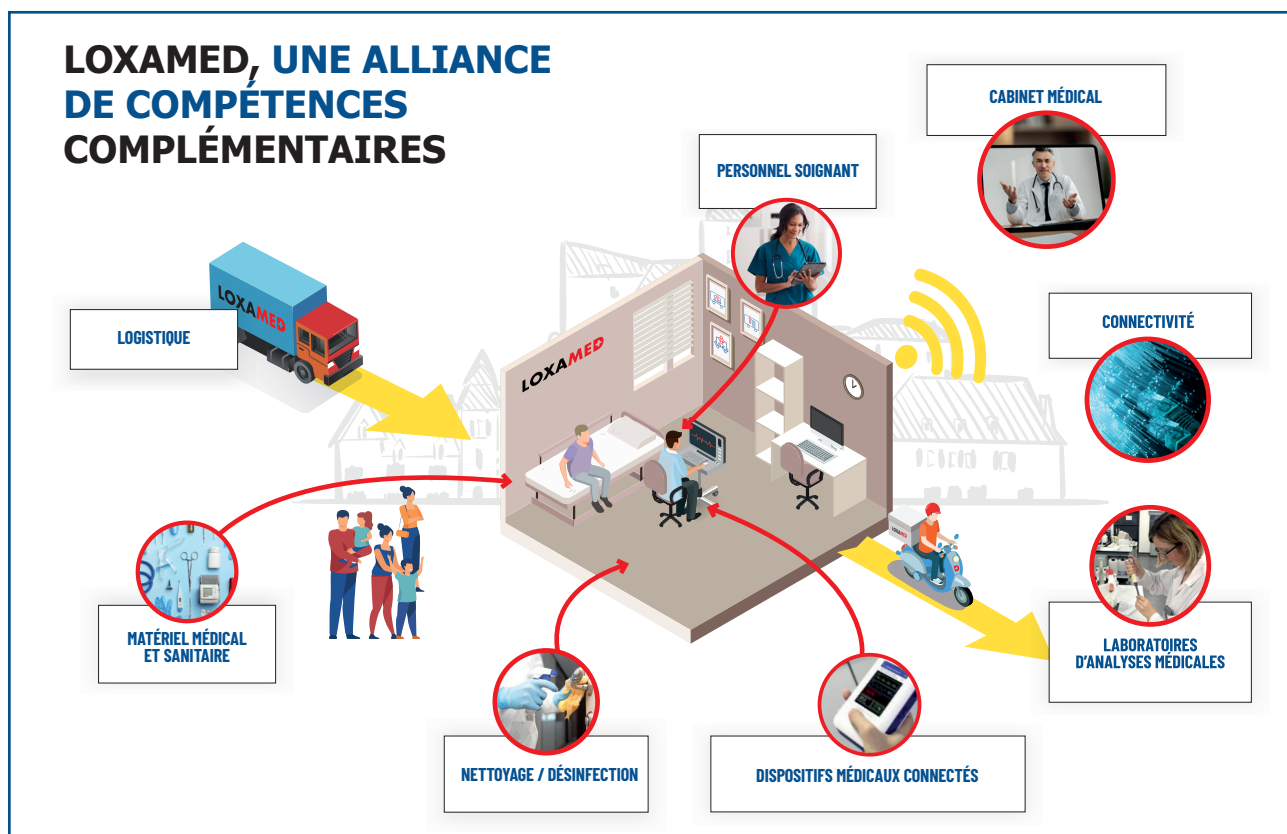 LOXAMED, UNE ALLIANCE
DE COMPÉTENCES
COMPLÉMENTAIRES
CABINET MÉDICAL
PERSONNEL SOIGNANT
LOXAMED
LOGISTIQUE
CONNECTIVITÉ
LOXAMED
LOXAMED
MATÉRIEL MÉDICAL
ET SANITAIRE
LABORATOIRES
D'ANALYSES MÉDICALES
NETTOYAGE / DÉSINFECTION
DISPOSITIFS MÉDICAUX CONNECTÉS